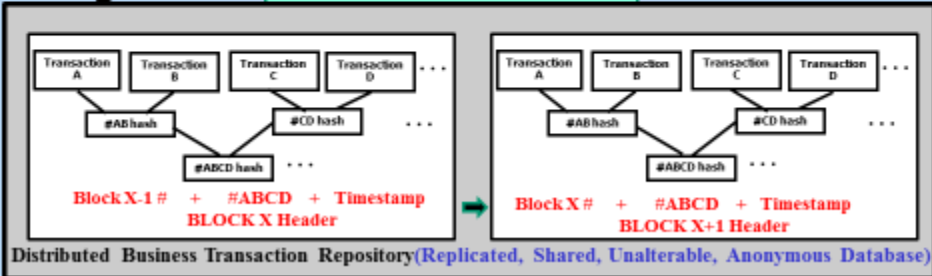 Transaction A
Transaction B
Transaction C
Transaction D
...
#AB hash
#CD hash
...
#ABCD hash
...
Block X-1 # + #ABCD + Timestamp
BLOCK X Header
Transaction A
Transaction B
Transaction C
Transaction D
...
#AB hash
#CD hash
...
#ABCD hash
...
Block X # + #ABCD + Timestamp
BLOCK X+1 Header
Distributed Business Transaction Repository(Replicated, Shared, Unalterable, Anonymous Database)